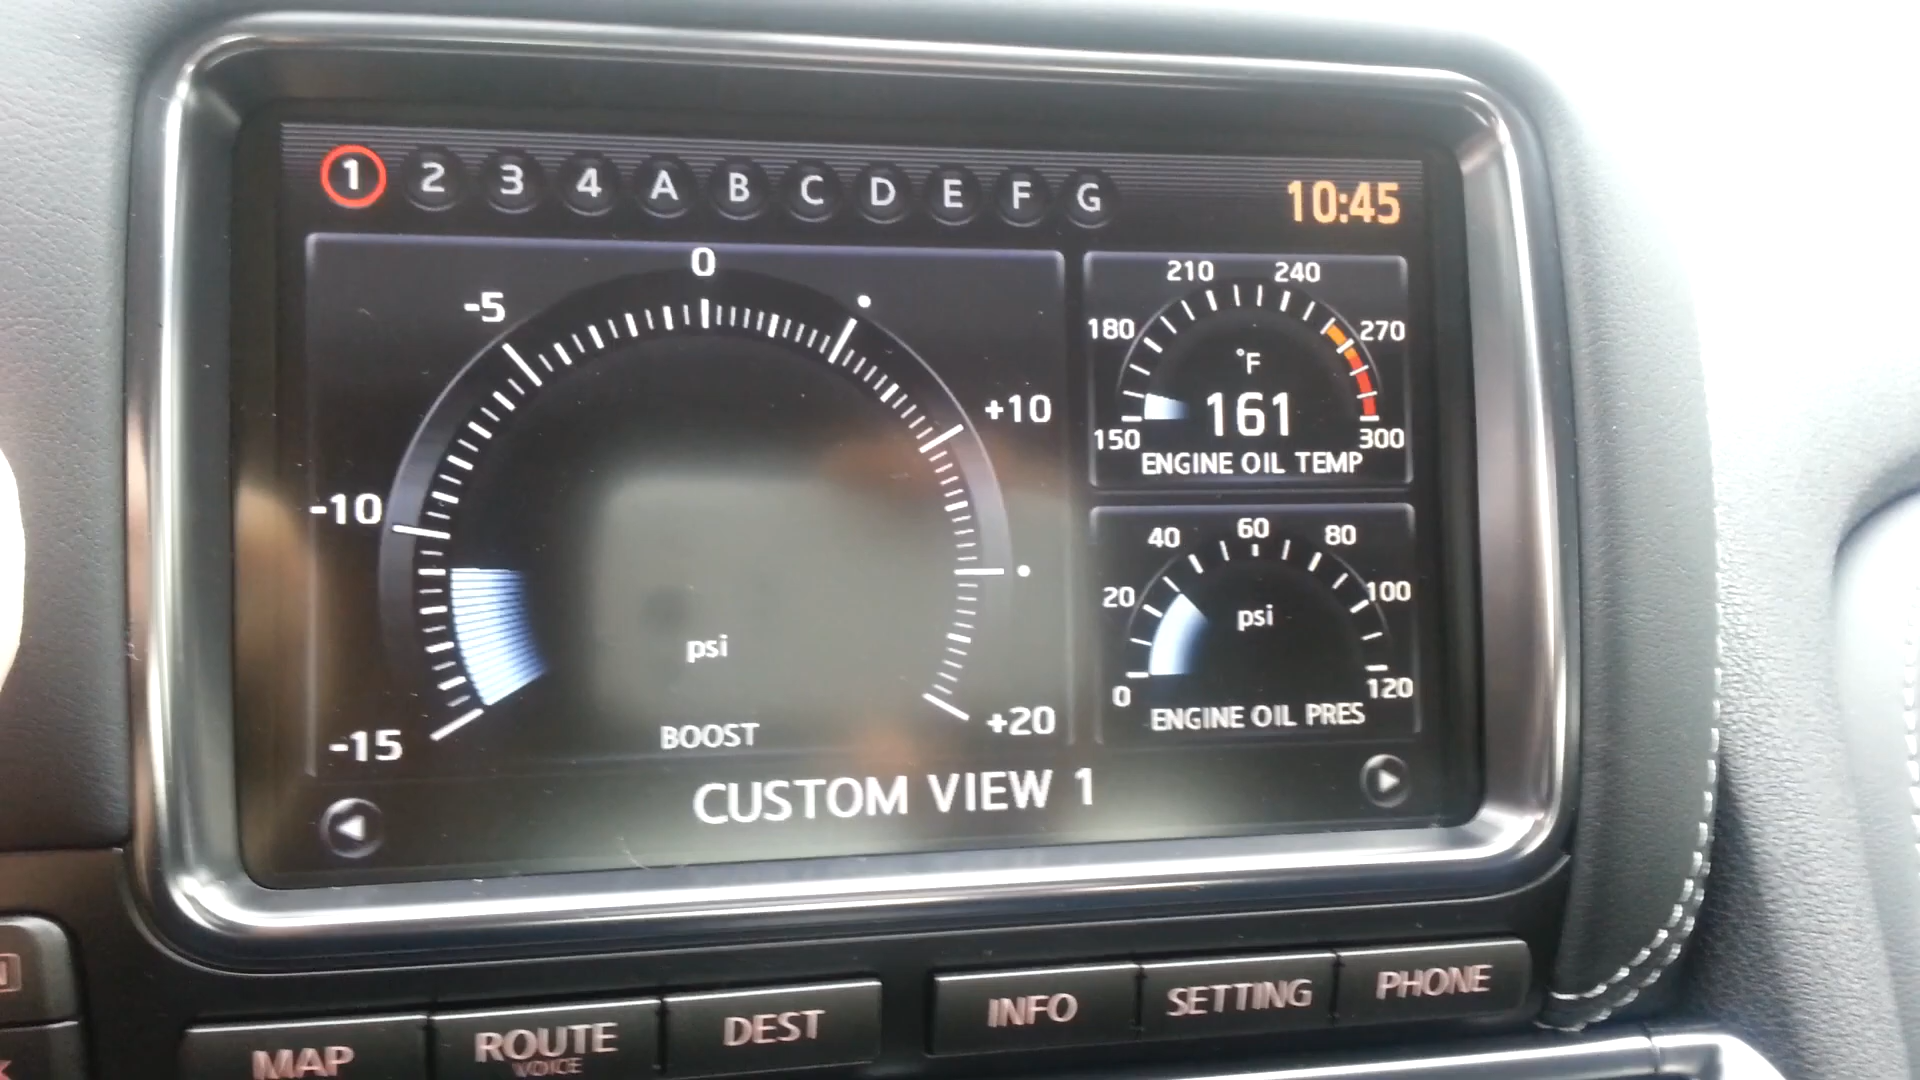 1 2 3 4 A B C D E F G 10:45
0
-5
+10
-10
-15
+20
psi
BOOST
210 240
180 270
°F
161
150 300
ENGINE OIL TEMP
60
40 80
20 100
psi
0 120
ENGINE OIL PRES
CUSTOM VIEW 1
MAP
ROUTE
VOICE
DEST
INFO
SETTING
PHONE